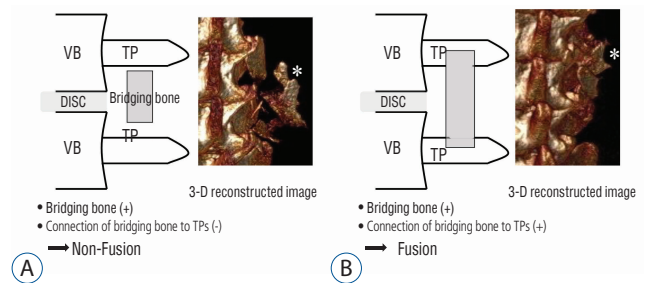 VB
TP
*
DISC
Bridging bone
TP
VB
3-D reconstructed image
• Bridging bone (+)
• Connection of bridging bone to TPs (-)
Non-Fusion
A
VB
TP
*
DISC
VB
TP
3-D reconstructed image
• Bridging bone (+)
• Connection of bridging bone to TPs (+)
Fusion
B